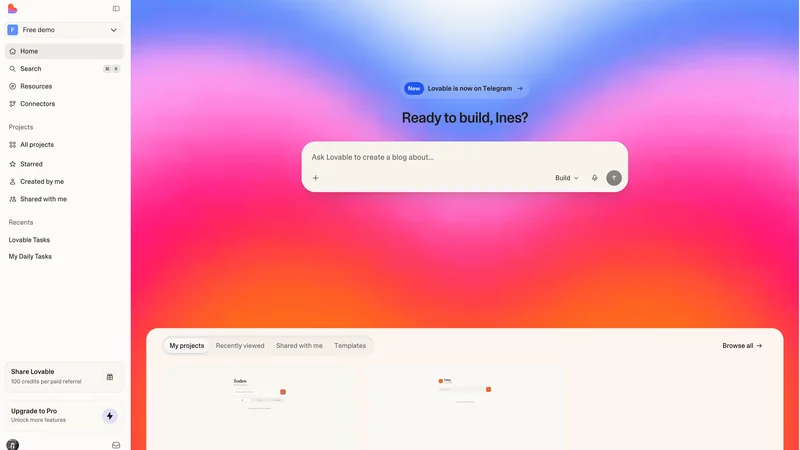 F Free demo
Home
Search ⌘ K
Resources
Connectors
Projects
All projects
Starred
Created by me
Shared with me
Recents
Lovable Tasks
My Daily Tasks
Share Lovable
100 credits per paid referral
Upgrade to Pro
Unlock more features
New Lovable is now on Telegram →
Ready to build, Ines?
Ask Lovable to create a blog about...
Build
My projects Recently viewed Shared with me Templates
Browse all →
Todos